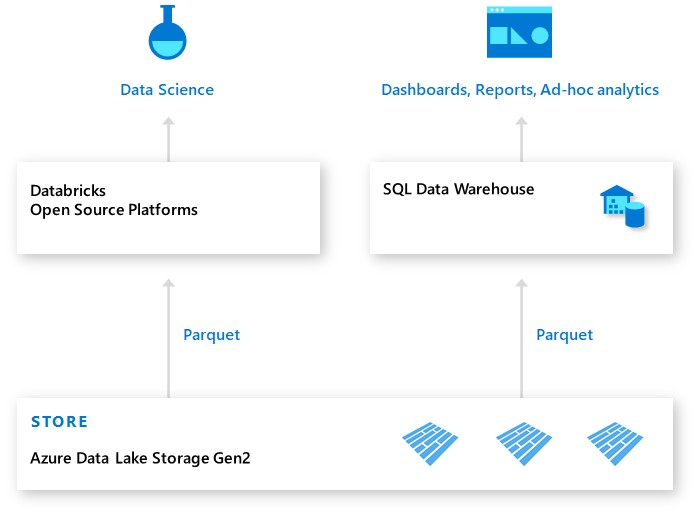 Data Science
Dashboards, Reports, Ad-hoc analytics
Databricks
Open Source Platforms
SQL Data Warehouse
Parquet
Parquet
STORE
Azure Data Lake Storage Gen2